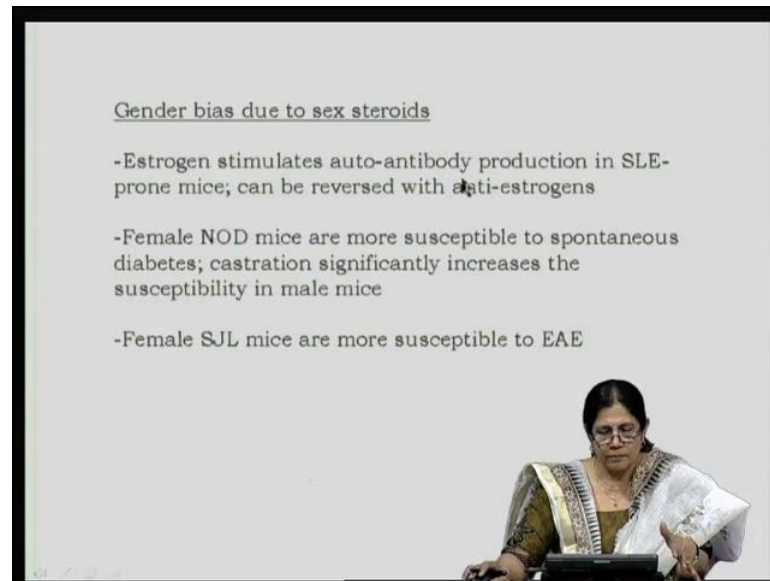 Gender bias due to sex steroids
-Estrogen stimulates auto-antibody production in SLE-
prone mice; can be reversed with anti-estrogens
-Female NOD mice are more susceptible to spontaneous
diabetes; castration significantly increases the
susceptibility in male mice
-Female SJL mice are more susceptible to EAE